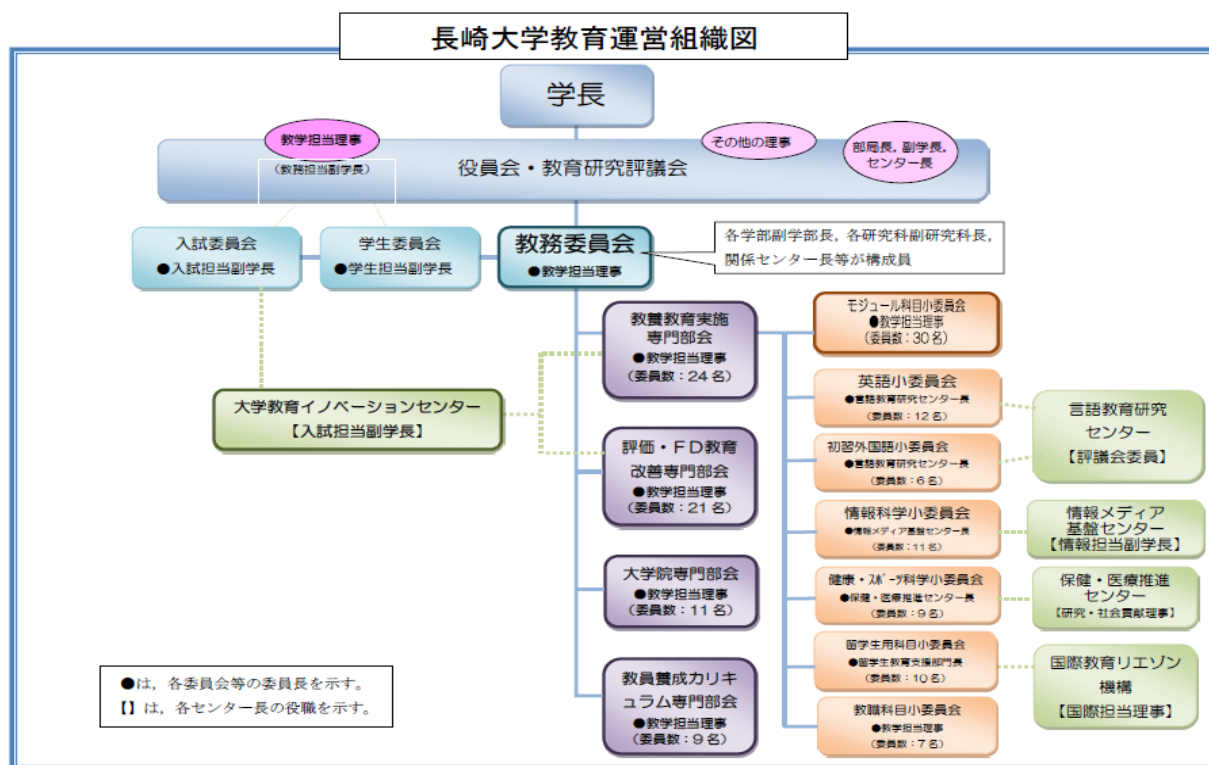 長崎大学教育運営組織図
学長
教学担当理事
(教務担当副学長)
役員会・教育研究評議会
その他の理事
部局長，副学長，
センター長
入試委員会
●入試担当副学長
学生委員会
●学生担当副学長
教務委員会
●教学担当理事
各学部副学部長，各研究科副研究科長，
関係センター長等が構成員
大学教育イノベーションセンター
【入試担当副学長】
教養教育実施
専門部会
●教学担当理事
(委員数：24名)
評価・ＦＤ教育
改善専門部会
●教学担当理事
(委員数：21名)
大学院専門部会
●教学担当理事
(委員数：11名)
教員養成カリキ
ュラム専門部会
●教学担当理事
(委員数：9名)
モジュール科目小委員会
●教学担当理事
(委員数：30名)
英語小委員会
●言語教育研究センター長
(委員数：12名)
初習外国語小委員会
●言語教育研究センター長
(委員数：6名)
情報科学小委員会
●情報メディア基盤センター長
(委員数：11名)
健康・ｽﾎﾟｰﾂ科学小委員会
●保健・医療推進センター長
(委員数：9名)
留学生用科目小委員会
●留学生教育支援部門長
(委員数：10名)
教職科目小委員会
●教学担当理事
(委員数：7名)
言語教育研究
センター
【評議会委員】
情報メディア
基盤センター
【情報担当副学長】
保健・医療推進
センター
【研究・社会貢献理事】
国際教育リエゾン
機構
【国際担当理事】
●は，各委員会等の委員長を示す。
【】は，各センター長の役職を示す。